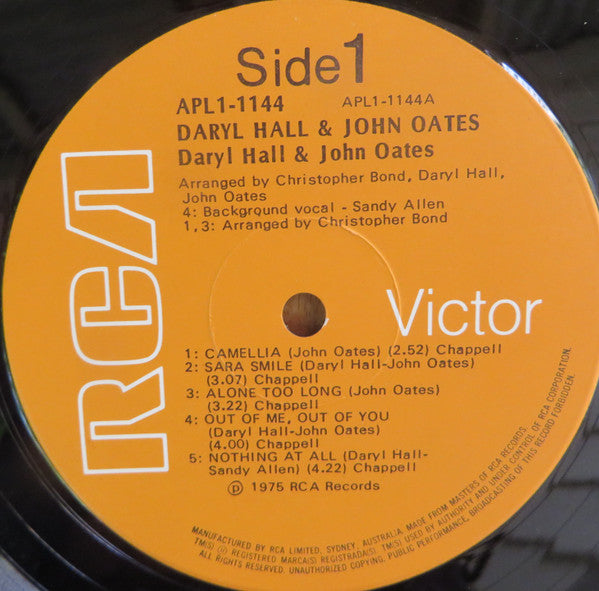 Side 1
APL1-1144 APL1-1144A
DARYL HALL & JOHN OATES
Daryl Hall & John Oates
Arranged by Christopher Bond, Daryl Hall,
John Oates
4: Background vocal - Sandy Allen
1,3: Arranged by Christopher Bond
RCA
Victor
1: CAMELLIA (John Oates) (2.52) Chappell
2: SARA SMILE (Daryl Hall-John Oates)
(3.07) Chappell
3: ALONE TOO LONG (John Oates)
(3.22) Chappell
4: OUT OF ME, OUT OF YOU
(Daryl Hall-John Oates)
(4.00) Chappell
5: NOTHING AT ALL (Daryl Hall-
Sandy Allen) (4.22) Chappell
℗ 1975 RCA Records
MANUFACTURED BY RCA LIMITED, SYDNEY, AUSTRALIA. MADE FROM MASTERS OF RCA RECORDS.
TM(S) ® REGISTERED MARCA(S) REGISTRADA(S). TM(S) USED BY AUTHORITY AND UNDER CONTROL OF RCA CORPORATION.
ALL RIGHTS RESERVED. UNAUTHORIZED COPYING, PUBLIC PERFORMANCE, BROADCASTING OF THIS RECORD FORBIDDEN.